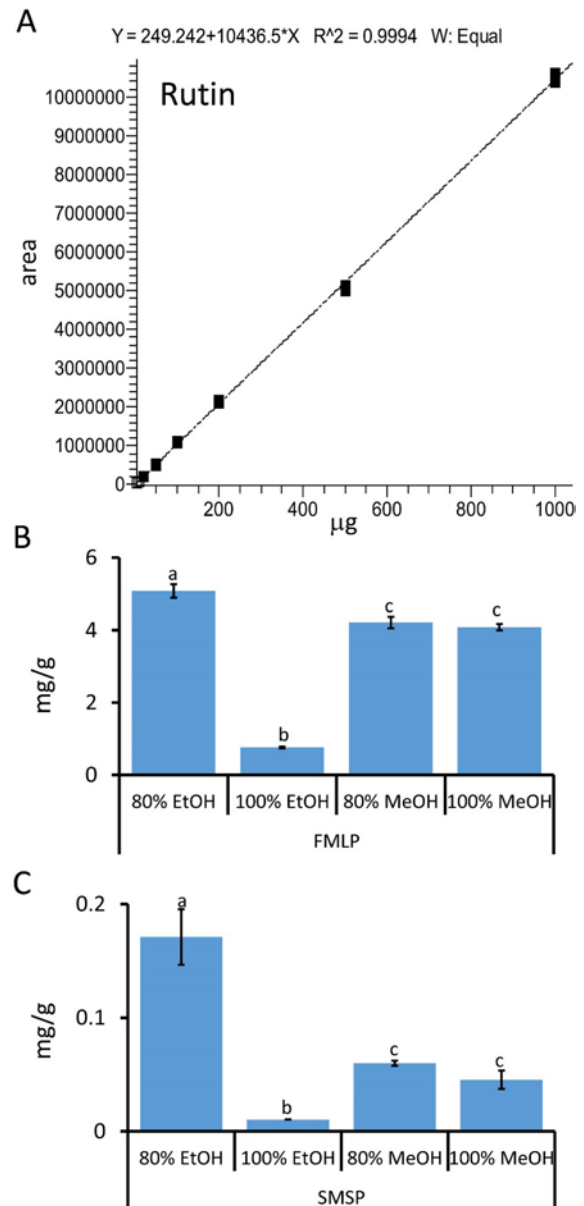 A
Y = 249.242+10436.5*X R^2 = 0.9994 W: Equal
Rutin
area
10000000
9000000
8000000
7000000
6000000
5000000
4000000
3000000
2000000
1000000
0
200 400 600 800 1000
μg
B
mg/g
6
4
2
0
a b c c
80% EtOH 100% EtOH 80% MeOH 100% MeOH
FMLP
C
mg/g
0.2
0.1
0
a b c c
80% EtOH 100% EtOH 80% MeOH 100% MeOH
SMSP